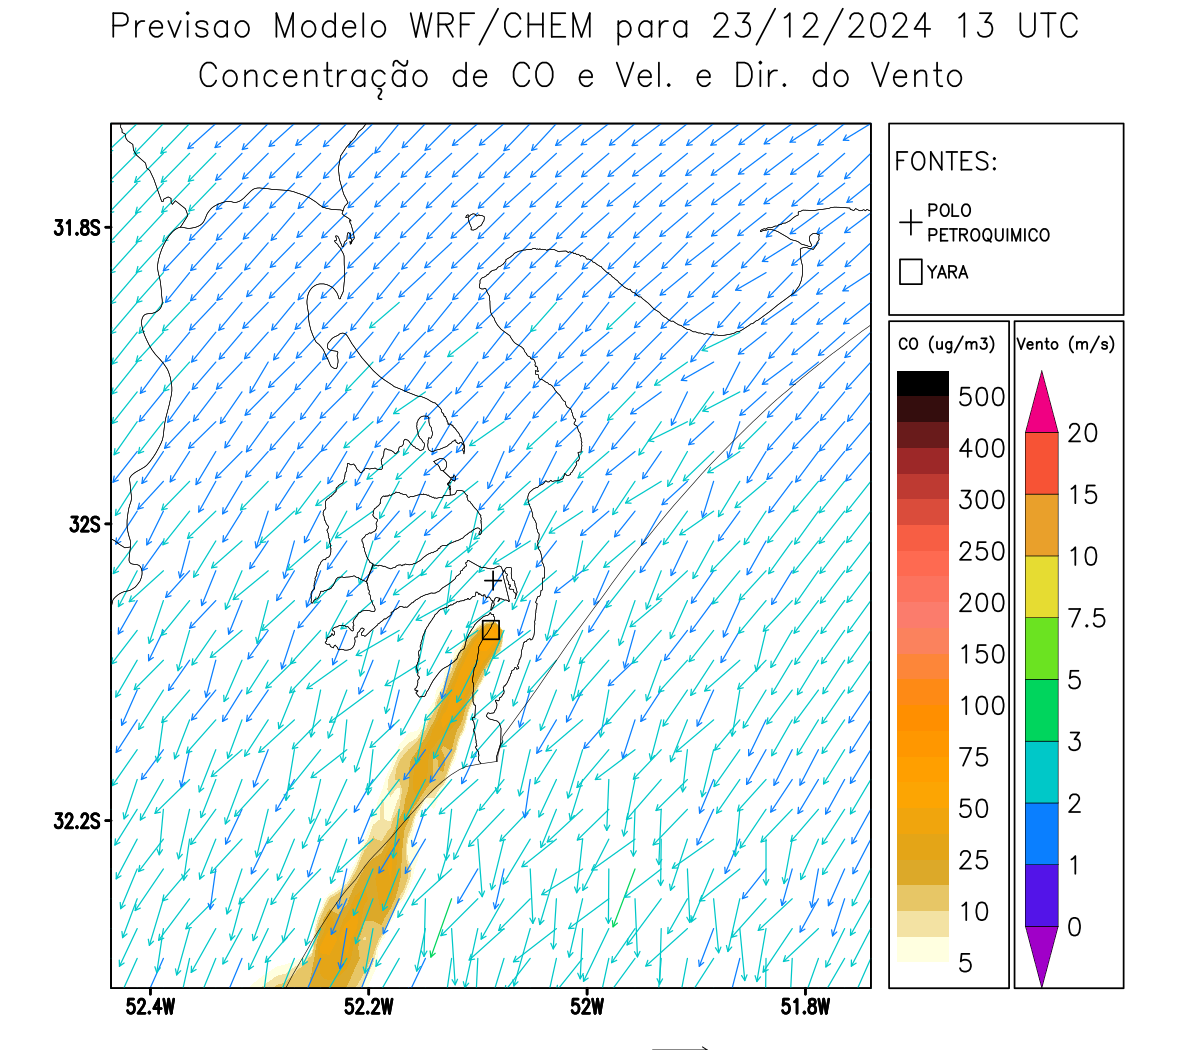 Previsao Modelo WRF/CHEM para 23/12/2024 13 UTC
Concentração de CO e Vel. e Dir. do Vento
FONTES:
POLO
PETROQUIMICO
YARA
CO (ug/m3)
500
400
300
250
200
150
100
75
50
25
10
5
Vento (m/s)
20
15
10
7.5
5
3
2
1
0
31.8S
32S
32.2S
52.4W
52.2W
52W
51.8W